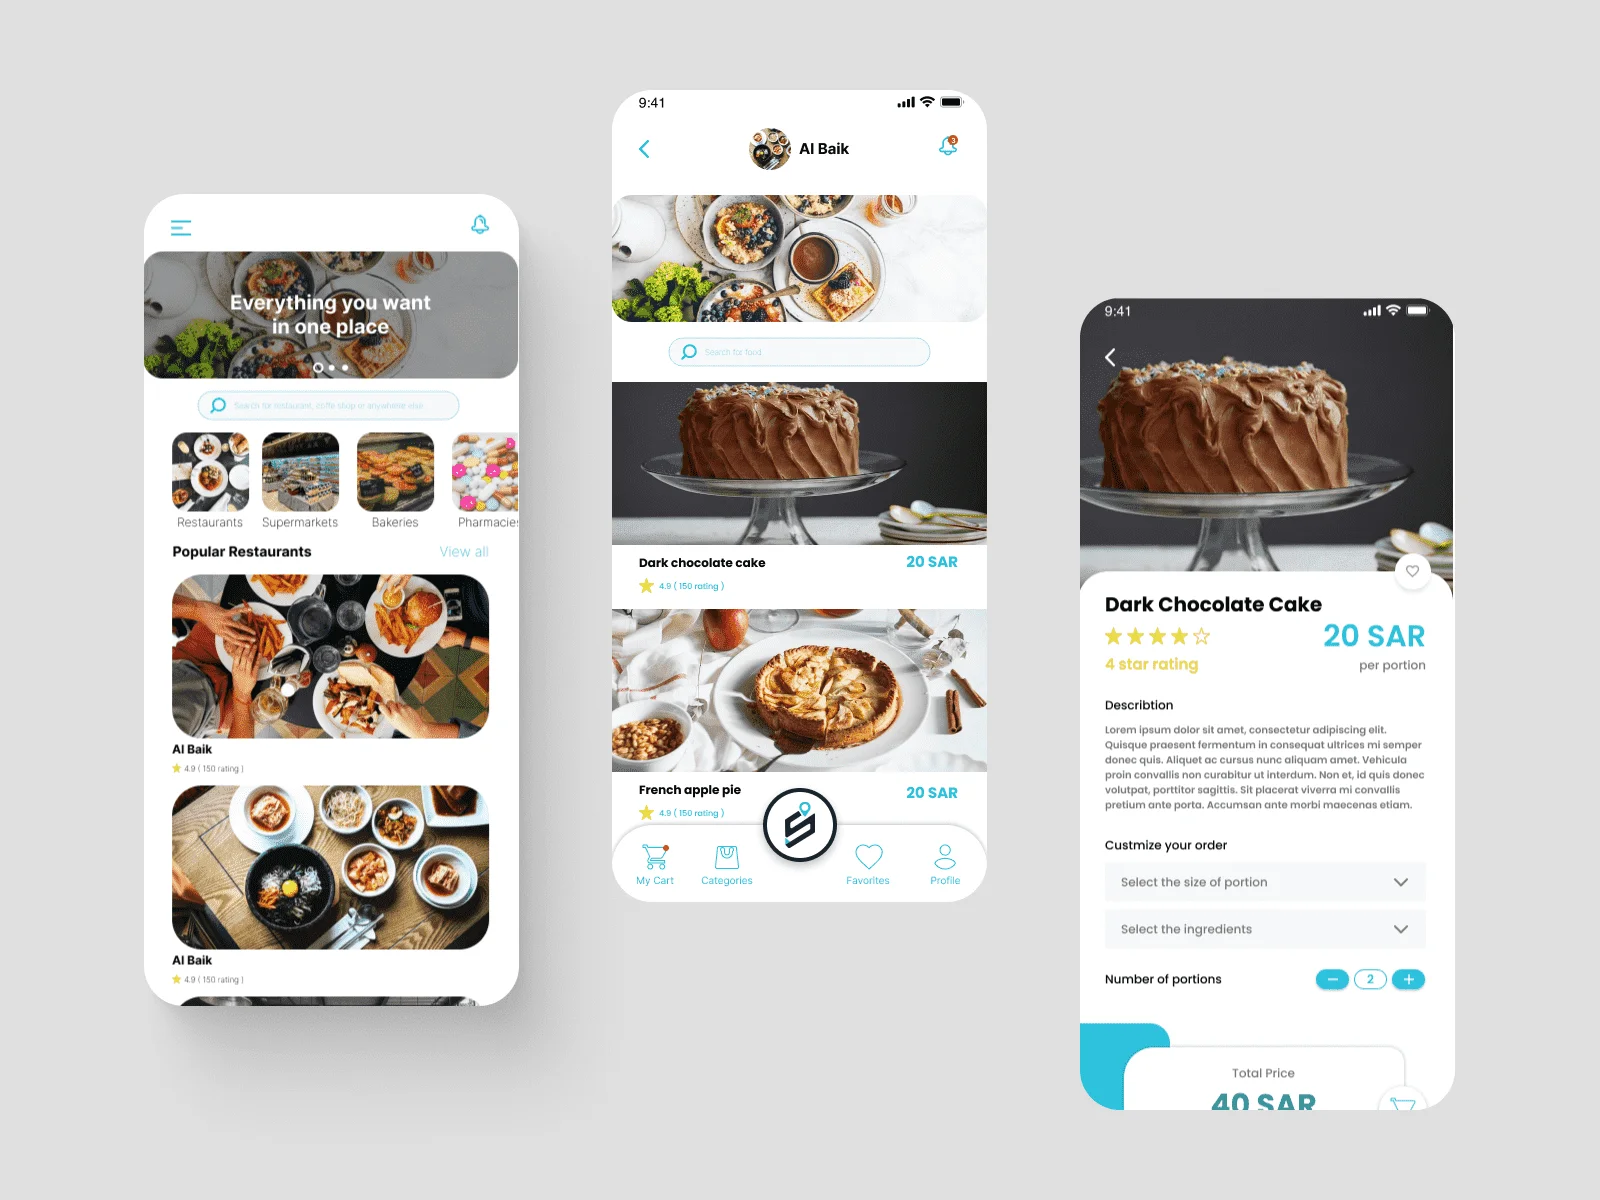 Everything you want
in one place
Search for restaurant, coffe shop or anywhere else
Restaurants
Supermarkets
Bakeries
Pharmacies
Popular Restaurants
View all
Al Baik
4.9 ( 150 rating )
Al Baik
4.9 ( 150 rating )
9:41
Al Baik
3
Search for food
Dark chocolate cake
20 SAR
4.9 ( 150 rating )
French apple pie
20 SAR
4.9 ( 150 rating )
My Cart
Categories
Favorites
Profile
9:41
Dark Chocolate Cake
20 SAR
4 star rating
per portion
Describtion
Lorem ipsum dolor sit amet, consectetur adipiscing elit.
Quisque praesent fermentum in consequat ultrices mi semper
donec quis. Aliquet ac cursus nunc aliquam amet. Vehicula
proin convallis non curabitur ut interdum. Non et, id quis donec
volutpat, porttitor sagittis. Sit placerat viverra mi convallis
pretium ante porta. Accumsan ante morbi maecenas etiam.
Custmize your order
Select the size of portion
Select the ingredients
Number of portions
2
Total Price
40 SAR